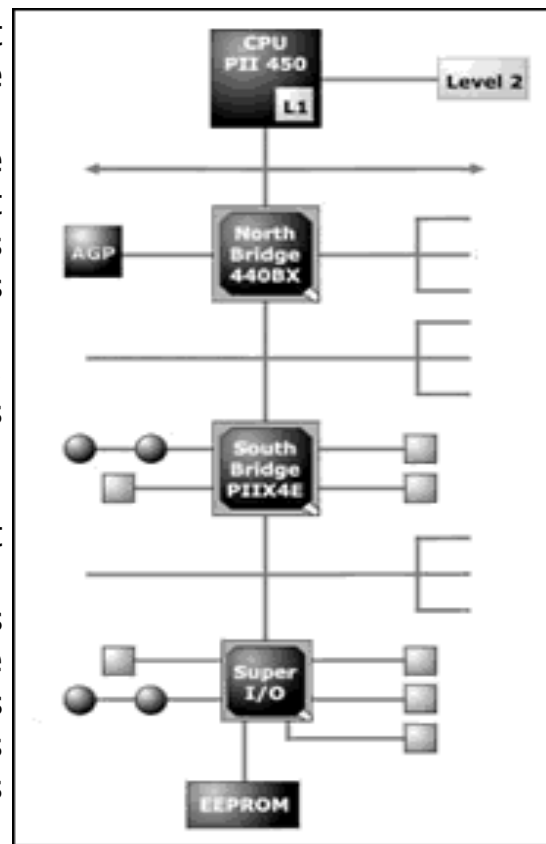 CPU
PII 450
L1
Level 2
AGP
North
Bridge
440BX
South
Bridge
PIIX4E
Super
I/O
EEPROM